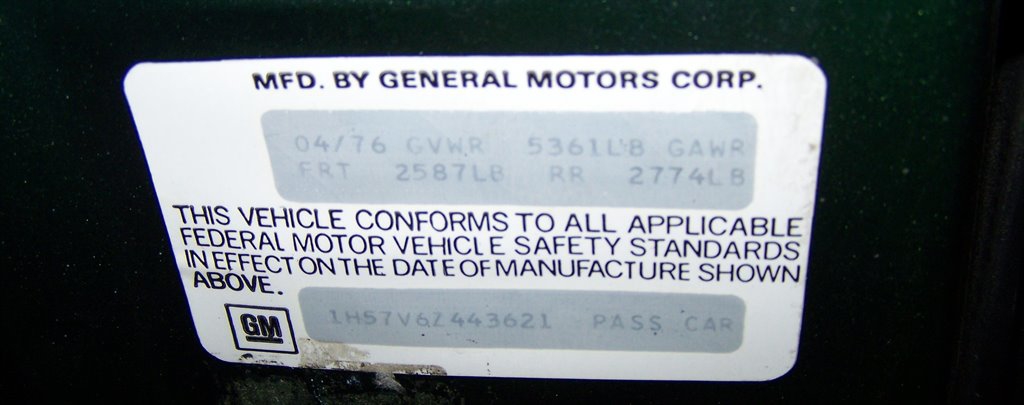 MFD. BY GENERAL MOTORS CORP.
04/76 GVWR 5361LB GAWR
FRT 2587LB RR 2774LB
THIS VEHICLE CONFORMS TO ALL APPLICABLE
FEDERAL MOTOR VEHICLE SAFETY STANDARDS
IN EFFECT ON THE DATE OF MANUFACTURE SHOWN
ABOVE.
GM
1H57V6Z443621 PASS CAR